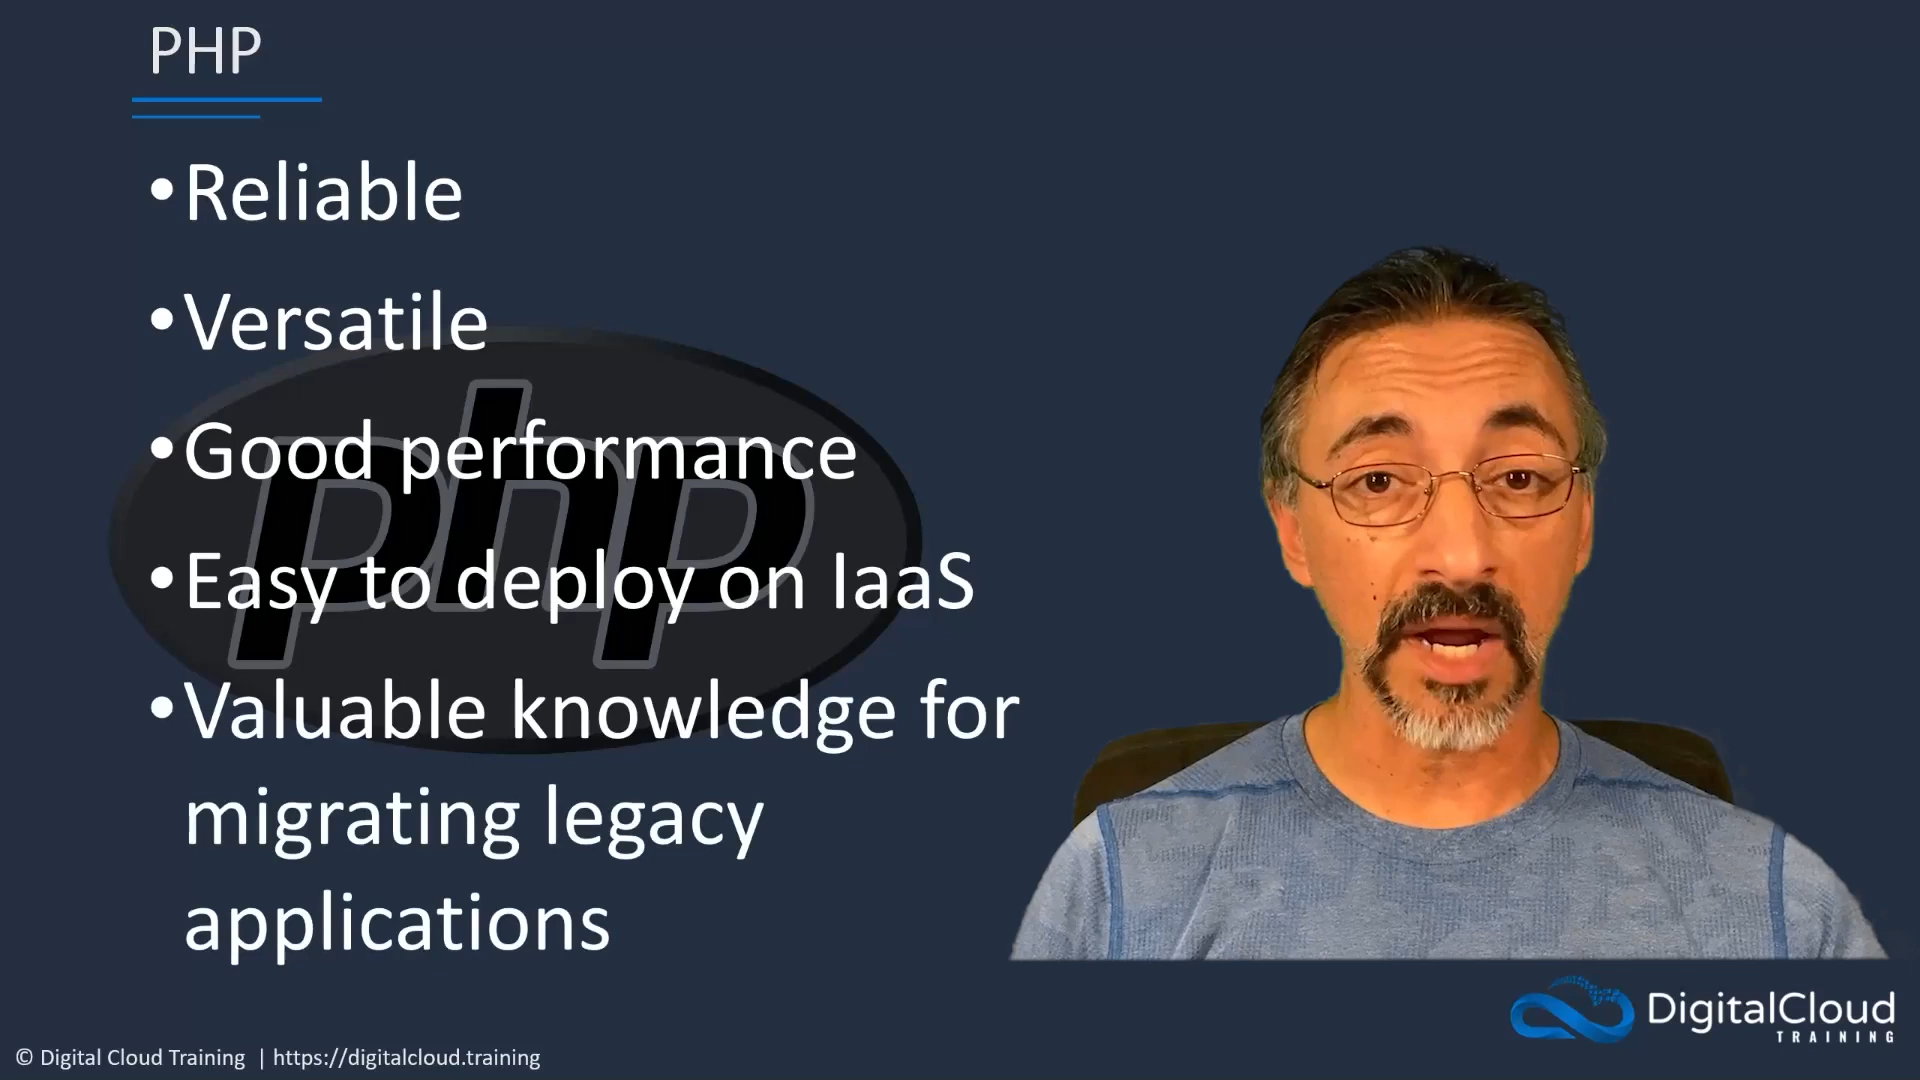 PHP
•Reliable
•Versatile
•Good performance
•Easy to deploy on IaaS
•Valuable knowledge for
migrating legacy
applications
php
DigitalCloud
TRAINING
© Digital Cloud Training | https://digitalcloud.training